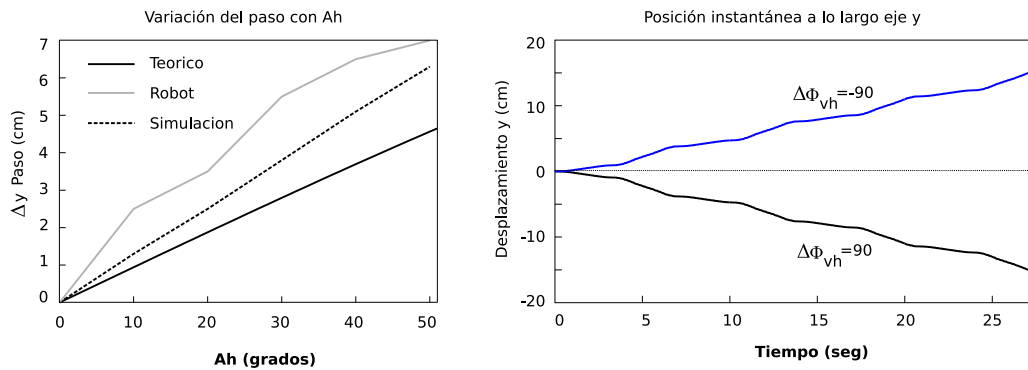 Variación del paso con Ah
7
6
5
4
3
2
1
0
Δ y Paso (cm)
Teorico
Robot
Simulacion
0 10 20 30 40 50
Ah (grados)
Posición instantánea a lo largo eje y
20
10
0
-10
-20
Desplazamiento y (cm)
ΔΦvh=-90
ΔΦvh=90
0 5 10 15 20 25
Tiempo (seg)